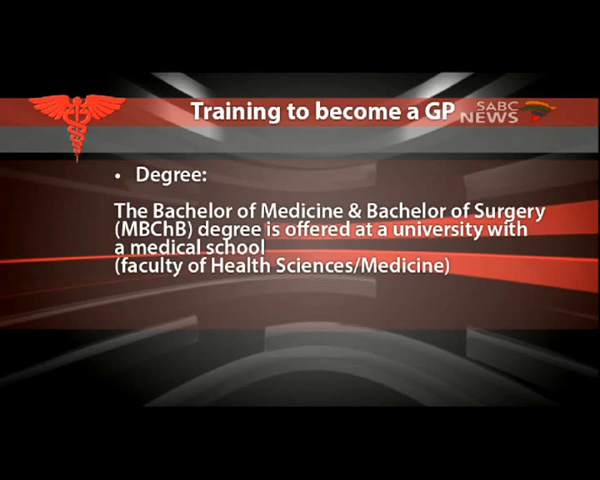 Training to become a GP
SABC
NEWS
• Degree:
The Bachelor of Medicine & Bachelor of Surgery
(MBChB) degree is offered at a university with
a medical school
(faculty of Health Sciences/Medicine)